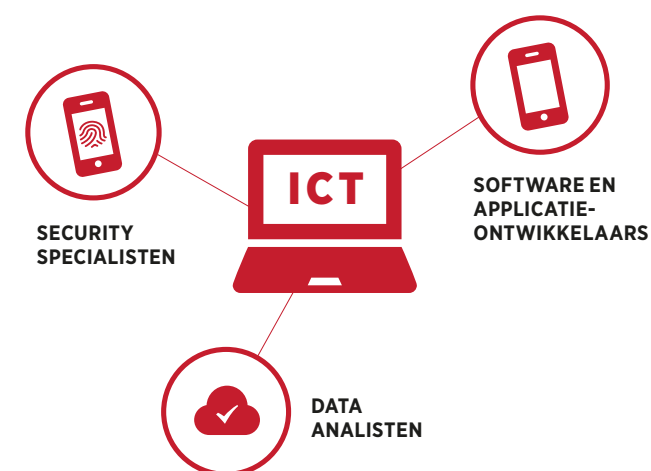 ICT
SECURITY
SPECIALISTEN
SOFTWARE EN
APPLICATIE-
ONTWIKKELAARS
DATA
ANALISTEN